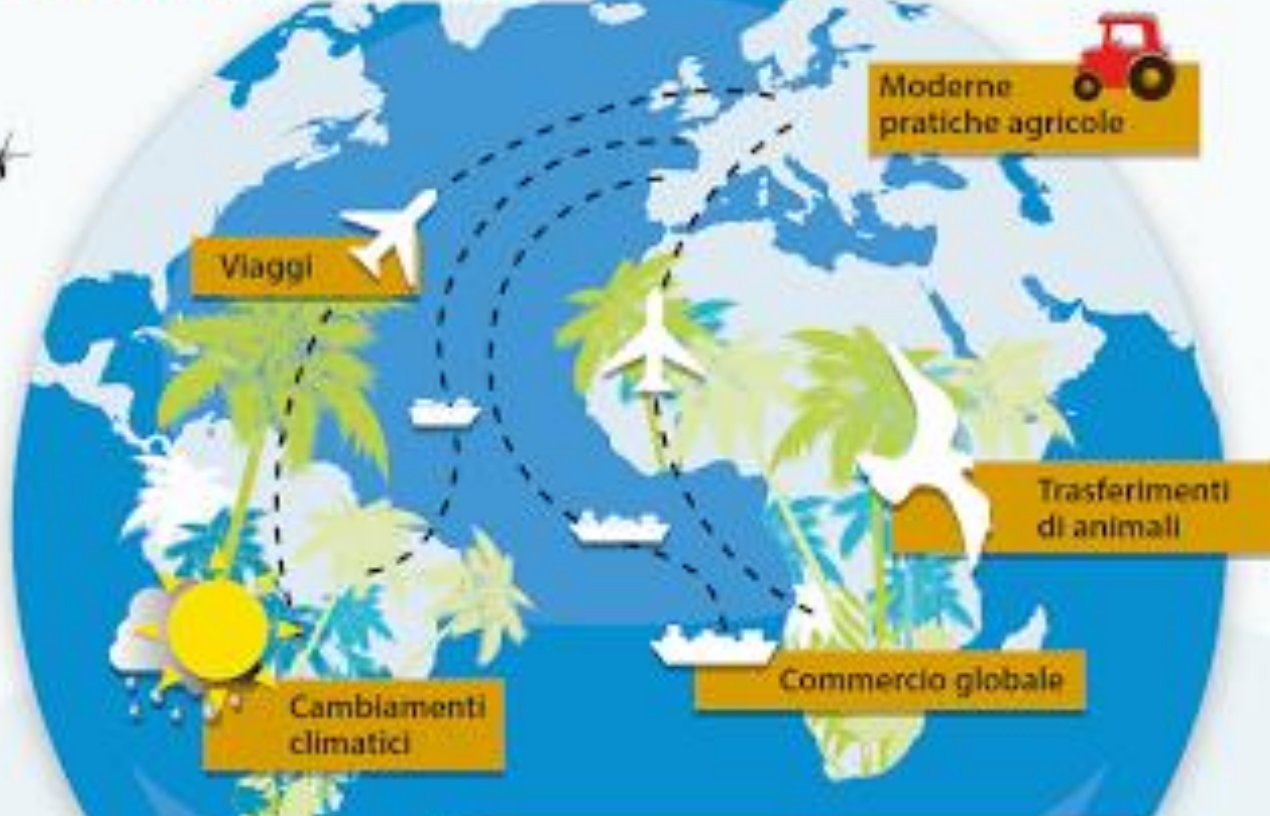 Moderne
pratiche agricole
Viaggi
Trasferimenti
di animali
Commercio globale
Cambiamenti
climatici